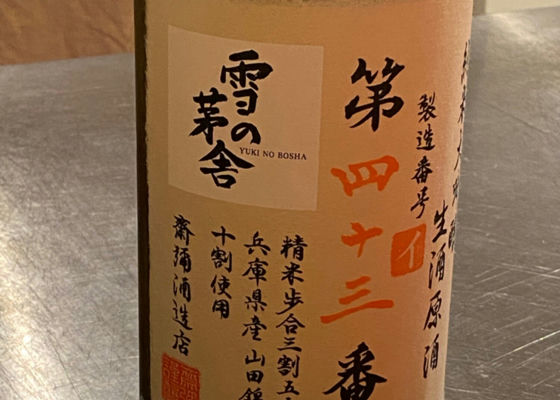 純米大吟醸
生酒原酒
製造番号
イ
第四十三番
雪の
茅舎
YUKI NO BOSHA
精米歩合三割五
兵庫県産山田錦
十割使用
齋彌酒造店